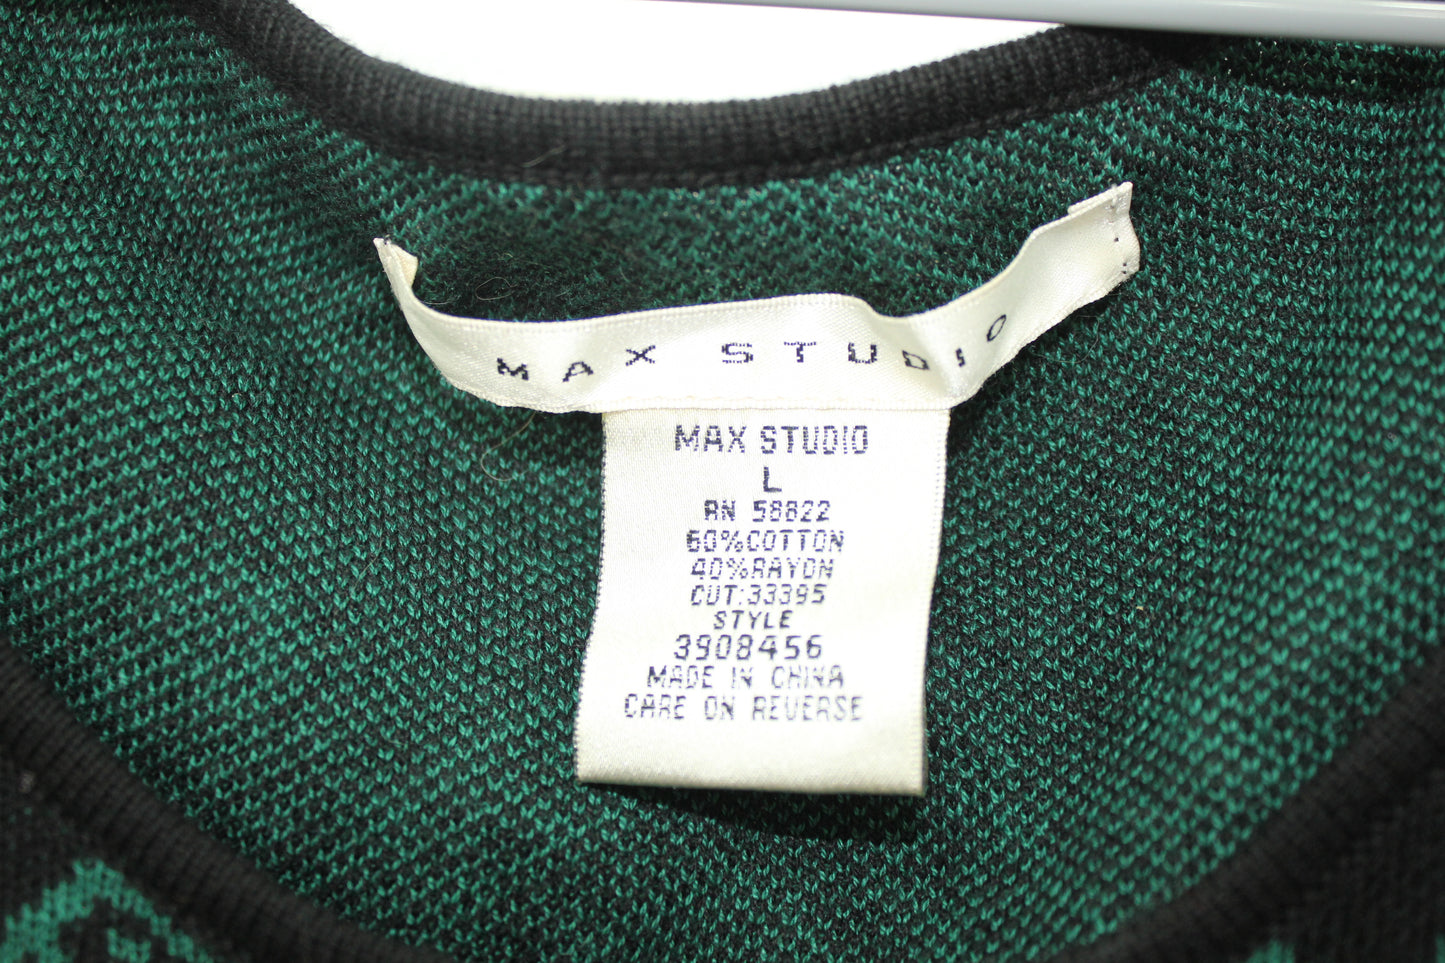 MAX STUDIO
MAX STUDIO
L
RN 58822
60%COTTON
40%RAYON
CUT:33395
STYLE
3908456
MADE IN CHINA
CARE ON REVERSE